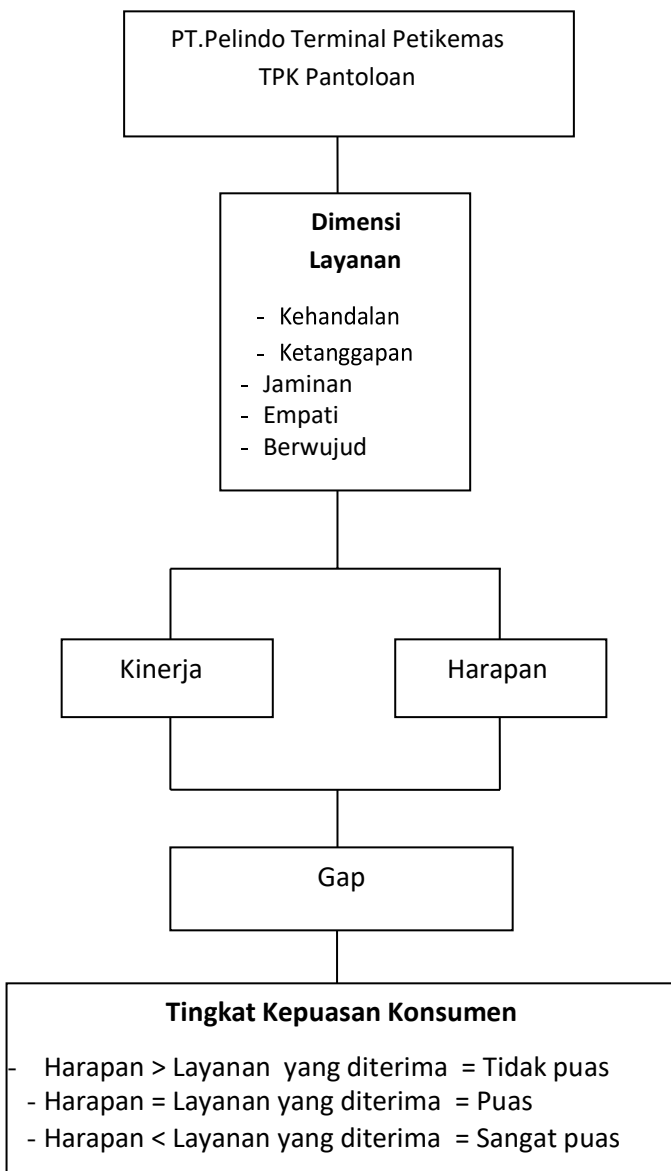 PT.Pelindo Terminal Petikemas
TPK Pantoloan
Dimensi
Layanan
- Kehandalan
- Ketanggapan
- Jaminan
- Empati
- Berwujud
Kinerja
Harapan
Gap
Tingkat Kepuasan Konsumen
- Harapan > Layanan yang diterima = Tidak puas
- Harapan = Layanan yang diterima = Puas
- Harapan < Layanan yang diterima = Sangat puas